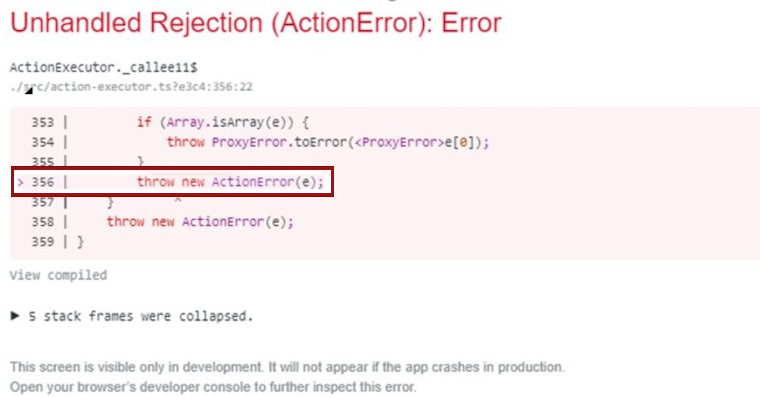 Unhandled Rejection (ActionError): Error
ActionExecutor._callee11$
./src/action-executor.ts?e3c4:356:22
353 | if (Array.isArray(e)) {
354 | throw ProxyError.toError(<ProxyError>e[0]);
355 | }
> 356 | throw new ActionError(e);
357 | } ^
358 | throw new ActionError(e);
359 | }
View compiled
▶ 5 stack frames were collapsed.
This screen is visible only in development. It will not appear if the app crashes in production.
Open your browser's developer console to further inspect this error.